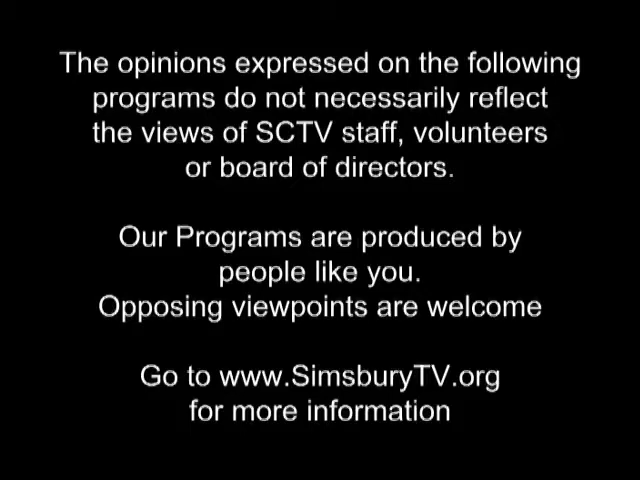 The opinions expressed on the following
programs do not necessarily reflect
the views of SCTV staff, volunteers
or board of directors.
Our Programs are produced by
people like you.
Opposing viewpoints are welcome
Go to www.SimsburyTV.org
for more information